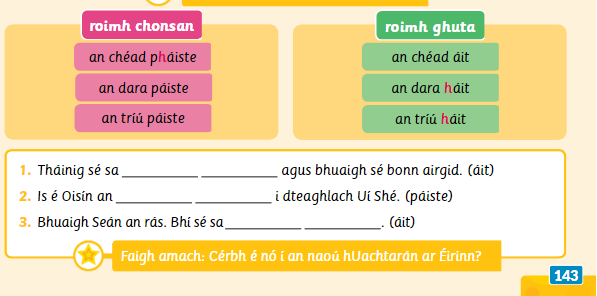 roimh chonsan
roimh ghuta
an chéad pháiste
an chéad áit
an dara páiste
an dara háit
an tríú páiste
an tríú háit
1. Tháinig sé sa __________ __________ agus bhuaigh sé bonn airgid. (áit)
2. Is é Oisín an __________ __________ i dteaghlach Uí Shé. (páiste)
3. Bhuaigh Seán an rás. Bhí sé sa __________ __________. (áit)
Faigh amach: Cérbh é nó í an naoú hUachtarán ar Éirinn?
143